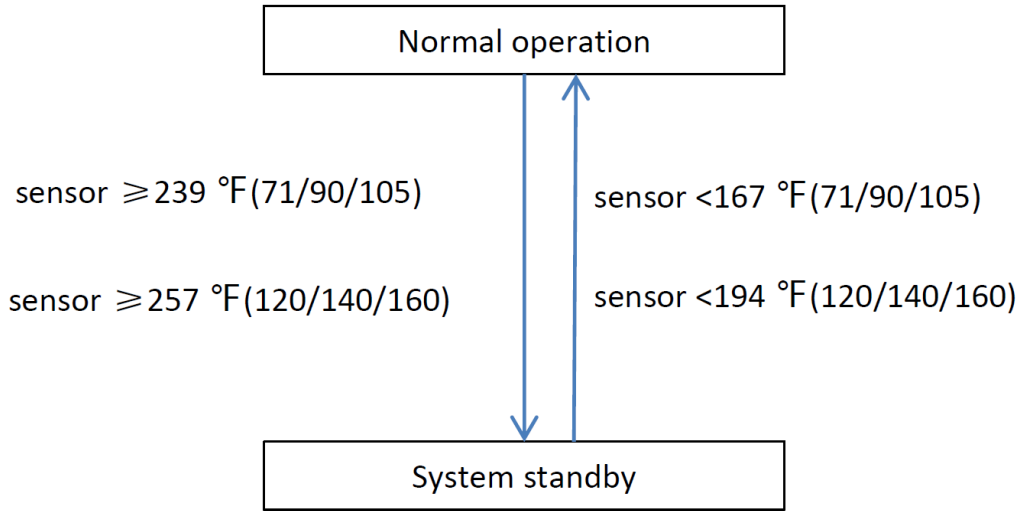 Normal operation
sensor ≥239 °F(71/90/105)
sensor <167 °F(71/90/105)
sensor ≥257 °F(120/140/160)
sensor <194 °F(120/140/160)
System standby